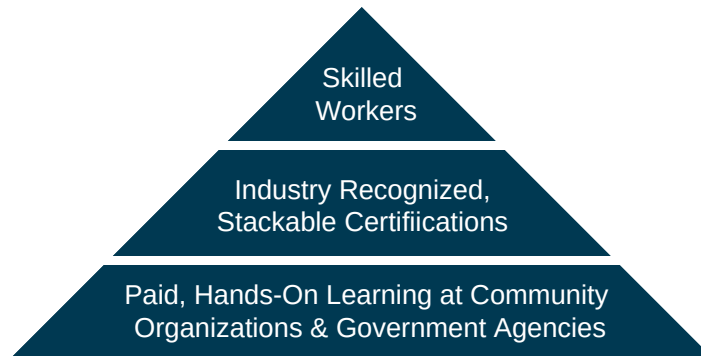 Skilled
Workers
Industry Recognized,
Stackable Certifiications
Paid, Hands-On Learning at Community
Organizations & Government Agencies